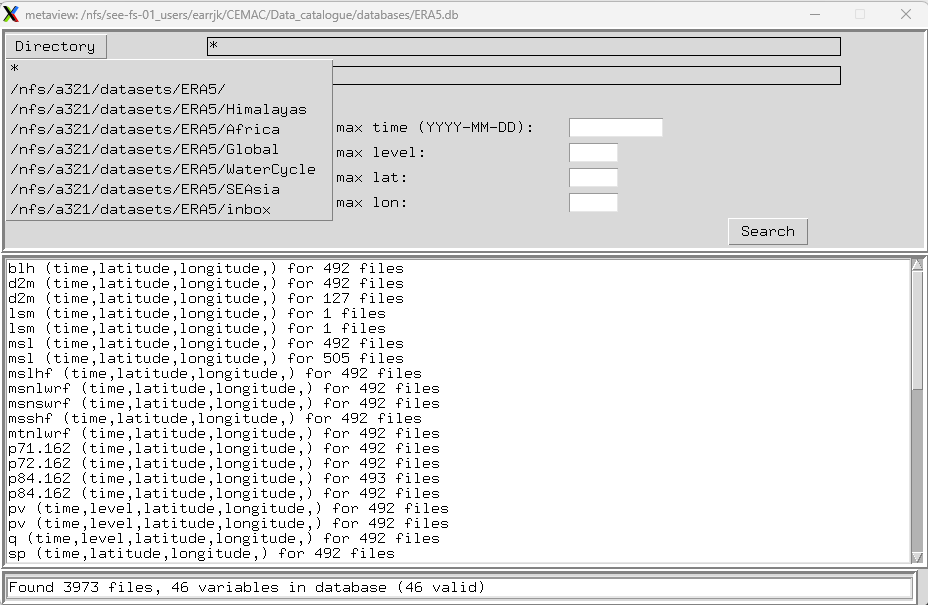 metaview: /nfs/see-fs-01_users/earrjk/CEMAC/Data_catalogue/databases/ERA5.db
Directory
*
*
/nfs/a321/datasets/ERA5/
/nfs/a321/datasets/ERA5/Himalayas
/nfs/a321/datasets/ERA5/Africa
/nfs/a321/datasets/ERA5/Global
/nfs/a321/datasets/ERA5/WaterCycle
/nfs/a321/datasets/ERA5/SEAsia
/nfs/a321/datasets/ERA5/inbox
max time (YYYY-MM-DD):
max level:
max lat:
max lon:
Search
blh (time,latitude,longitude,) for 492 files
d2m (time,latitude,longitude,) for 492 files
d2m (time,latitude,longitude,) for 127 files
lsm (time,latitude,longitude,) for 1 files
lsm (time,latitude,longitude,) for 1 files
msl (time,latitude,longitude,) for 492 files
msl (time,latitude,longitude,) for 505 files
mslhf (time,latitude,longitude,) for 492 files
msnlwrf (time,latitude,longitude,) for 492 files
msnswrf (time,latitude,longitude,) for 492 files
msshf (time,latitude,longitude,) for 492 files
mtnlwrf (time,latitude,longitude,) for 492 files
p71.162 (time,latitude,longitude,) for 492 files
p72.162 (time,latitude,longitude,) for 492 files
p84.162 (time,latitude,longitude,) for 493 files
p84.162 (time,latitude,longitude,) for 492 files
pv (time,level,latitude,longitude,) for 492 files
pv (time,level,latitude,longitude,) for 492 files
q (time,level,latitude,longitude,) for 492 files
sp (time,latitude,longitude,) for 492 files
Found 3973 files, 46 variables in database (46 valid)